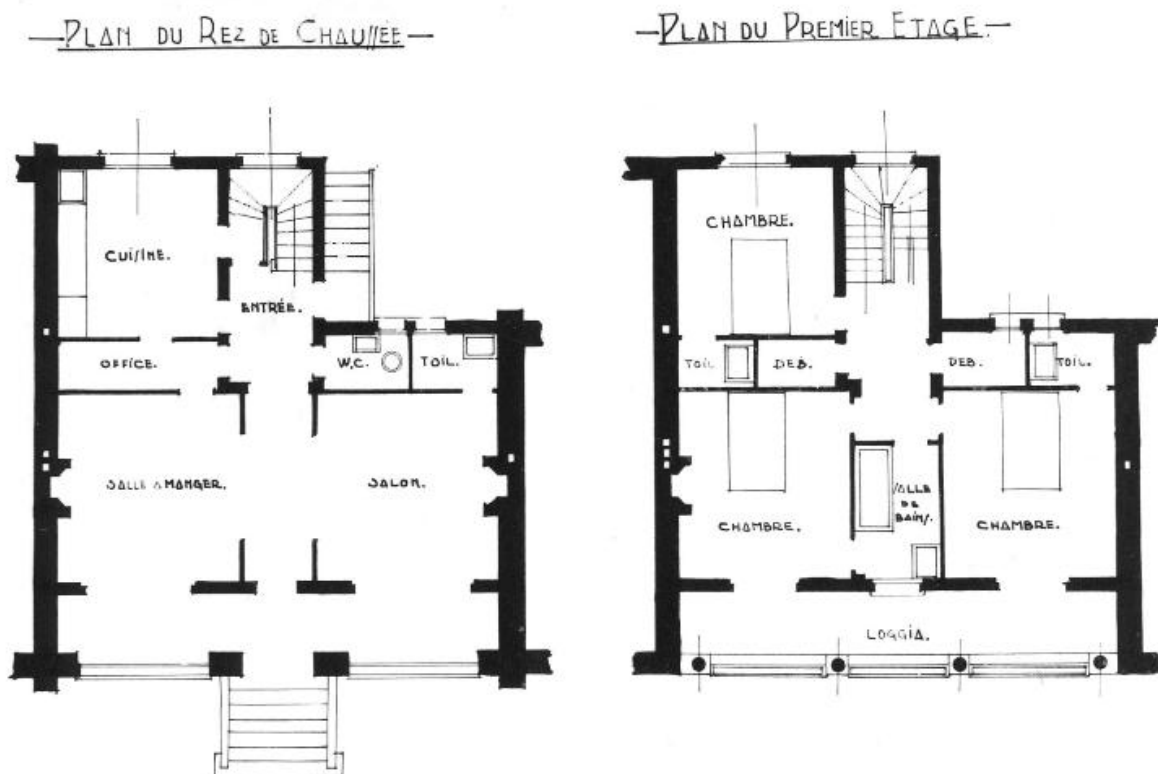 PLAN DU REZ DE CHAUSSÉE
CUISINE.
ENTRÉE.
OFFICE.
W.C.
TOIL.
SALLE A MANGER.
SALON.
PLAN DU PREMIER ETAGE.
CHAMBRE.
TOIL
DEB.
DEB.
TOIL.
SALLE
DE
BAINS.
CHAMBRE.
CHAMBRE.
LOGGIA.